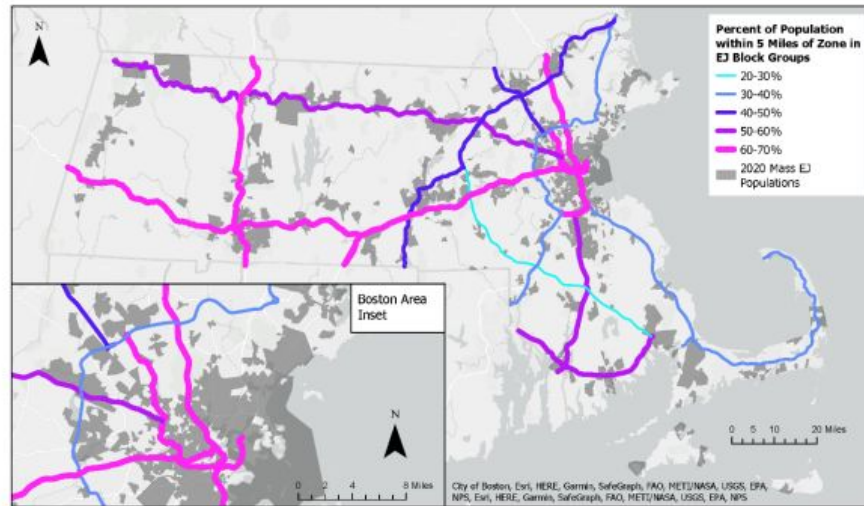 N
Percent of Population
within 5 Miles of Zone in
EJ Block Groups
20-30%
30-40%
40-50%
50-60%
60-70%
2020 Mass EJ
Populations
Boston Area
Inset
N
0 4 8 Miles
0 5 10 20 Miles
City of Boston, Esri, HERE, Garmin, SafeGraph, FAO, METI/NASA, USGS, EPA,
NPS, Esri, HERE, Garmin, SafeGraph, FAO, METI/NASA, USGS, EPA, NPS